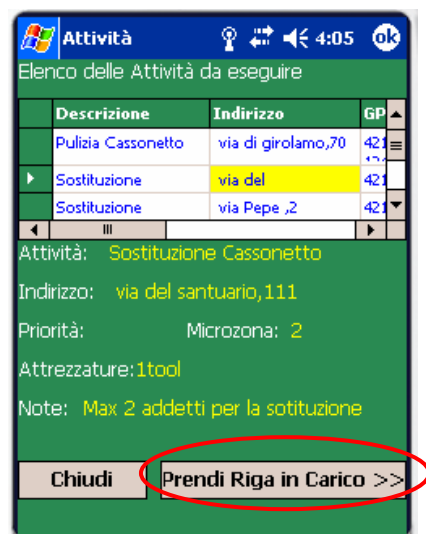 Attività 4:05 ok
Elenco delle Attività da eseguire
Descrizione Indirizzo GP
Pulizia Cassonetto via di girolamo,70 421
Sostituzione via del 421
Sostituzione via Pepe ,2 421
Attività: Sostituzione Cassonetto
Indirizzo: via del santuario,111
Priorità: Microzona: 2
Attrezzature:1tool
Note: Max 2 addetti per la sotituzione
Chiudi Prendi Riga in Carico >>